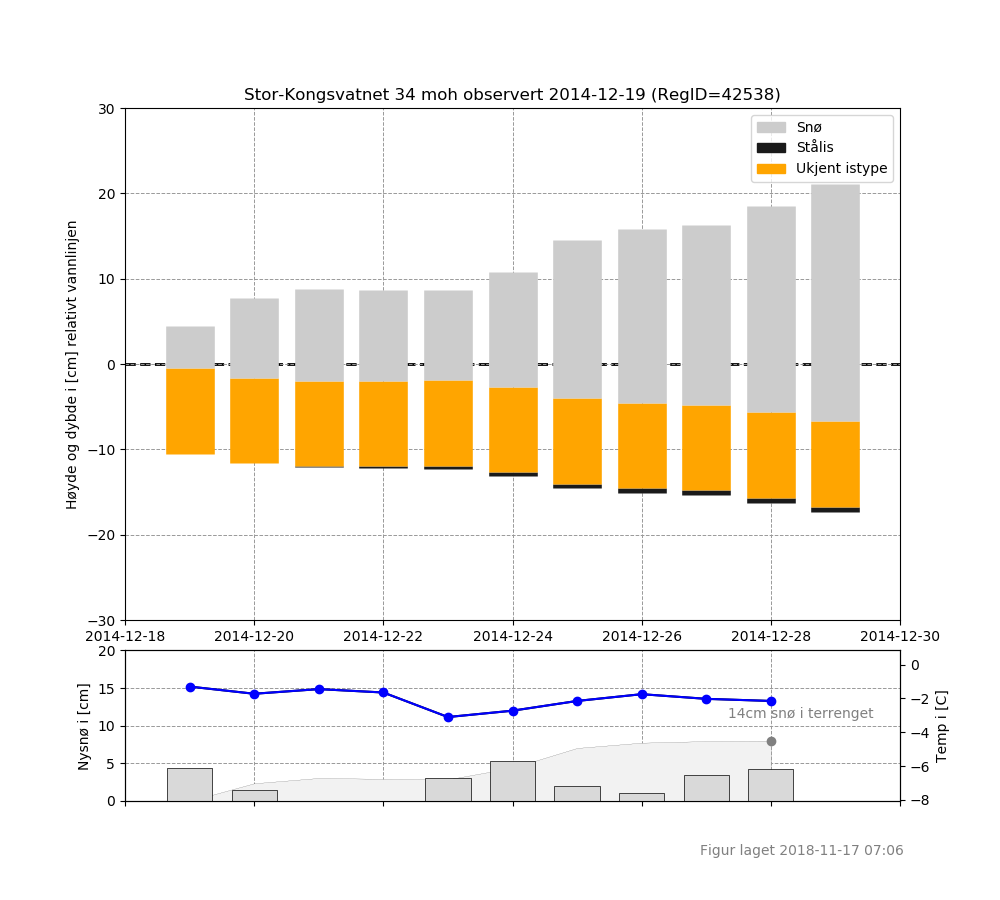 Stor-Kongsvatnet 34 moh observert 2014-12-19 (RegID=42538)
30
20
10
0
−10
−20
−30
Høyde og dybde i [cm] relativt vannlinjen
Snø
Stålis
Ukjent istype
2014-12-18 2014-12-20 2014-12-22 2014-12-24 2014-12-26 2014-12-28 2014-12-30
20
15
10
5
0
Nysnø i [cm]
14cm snø i terrenget
0
−2
−4
−6
−8
Temp i [C]
Figur laget 2018-11-17 07:06